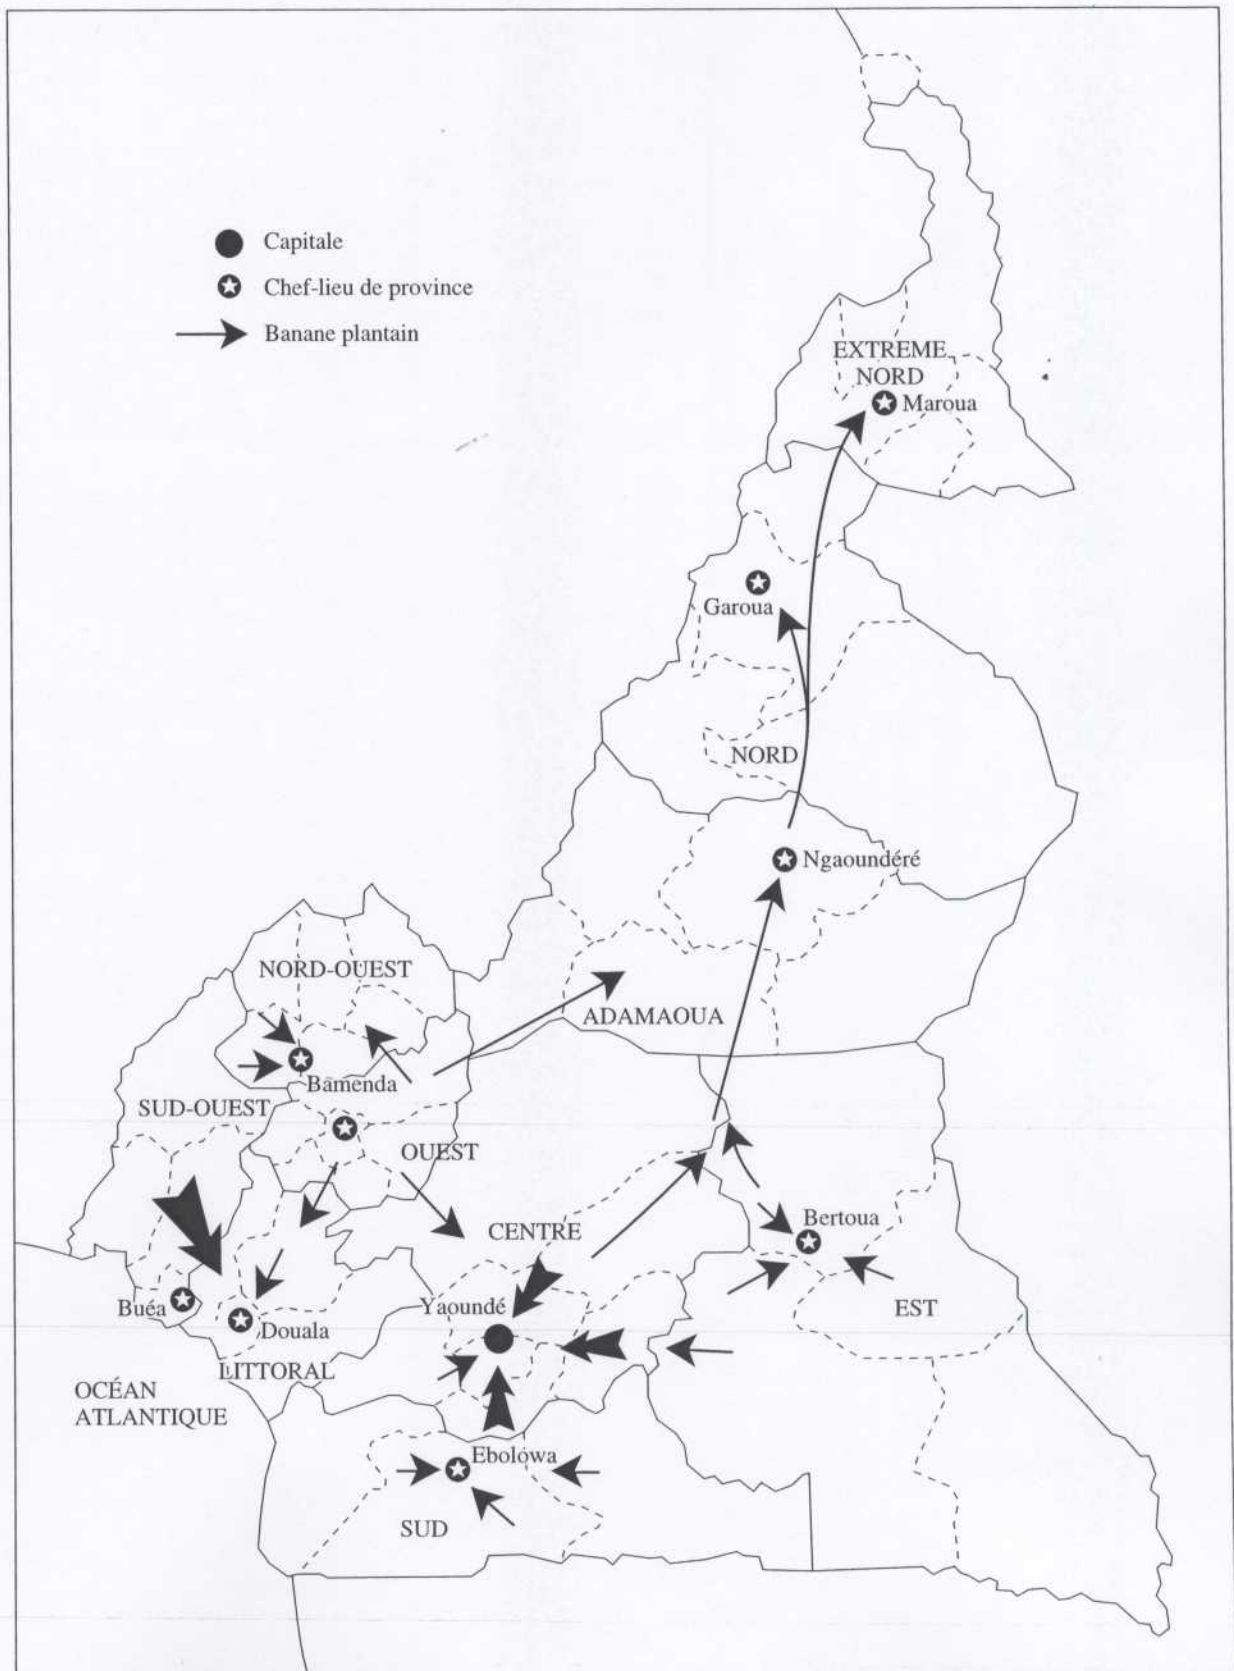 Capitale
Chef-lieu de province
Banane plantain
EXTREME
NORD
Maroua
Garoua
NORD
Ngaoundéré
NORD-OUEST
ADAMAOUA
Bamenda
SUD-OUEST
OUEST
CENTRE
Bertoua
Buéa
Yaoundé
EST
Douala
LITTORAL
OCÉAN
ATLANTIQUE
Ebolowa
SUD